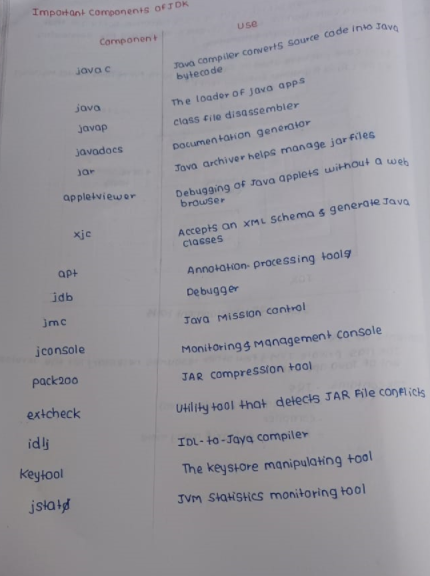 Important components of JDK
Component use
javac Java compiler converts source code into Java
bytecode
java The loader of java apps
javap class file disassembler
javadocs Documentation generator
jar Java archiver helps manage jar files
appletviewer Debugging of Java applets without a web
browser
xjc Accepts an XML schema & generate Java
classes
apt Annotation-processing tool
jdb Debugger
jmc Java Mission control
jconsole Monitoring & Management console
pack200 JAR compression tool
extcheck Utility tool that detects JAR file conflicts
idlj IDL-to-Java compiler
Keytool The keystore manipulating tool
jstatd JVM Statistics monitoring tool